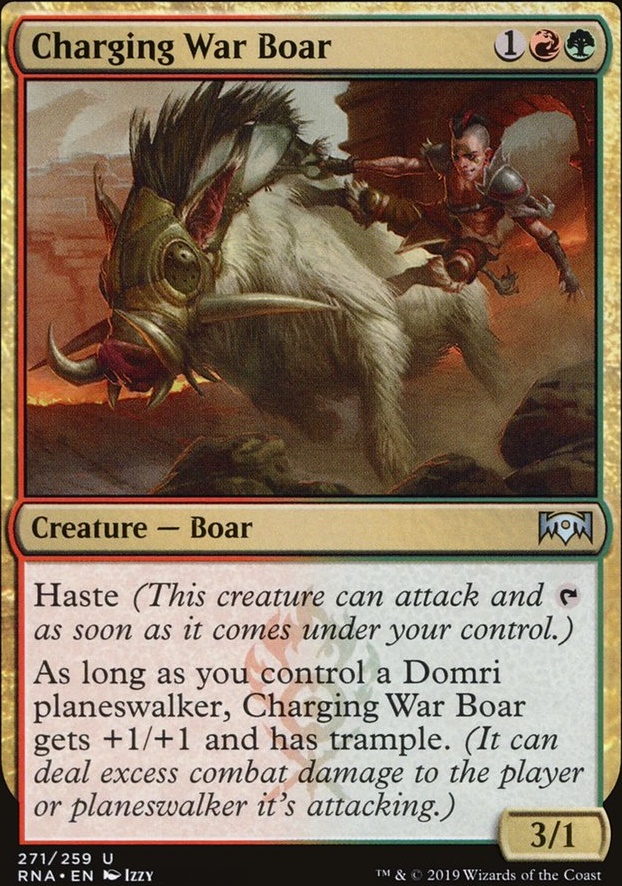 Charging War Boar 1
Creature — Boar
Haste (This creature can attack and
as soon as it comes under your control.)
As long as you control a Domri
planeswalker, Charging War Boar
gets +1/+1 and has trample. (It can
deal excess combat damage to the player
or planeswalker it's attacking.)
3/1
271/259 U
RNA • EN Izzy
™ & © 2019 Wizards of the Coast